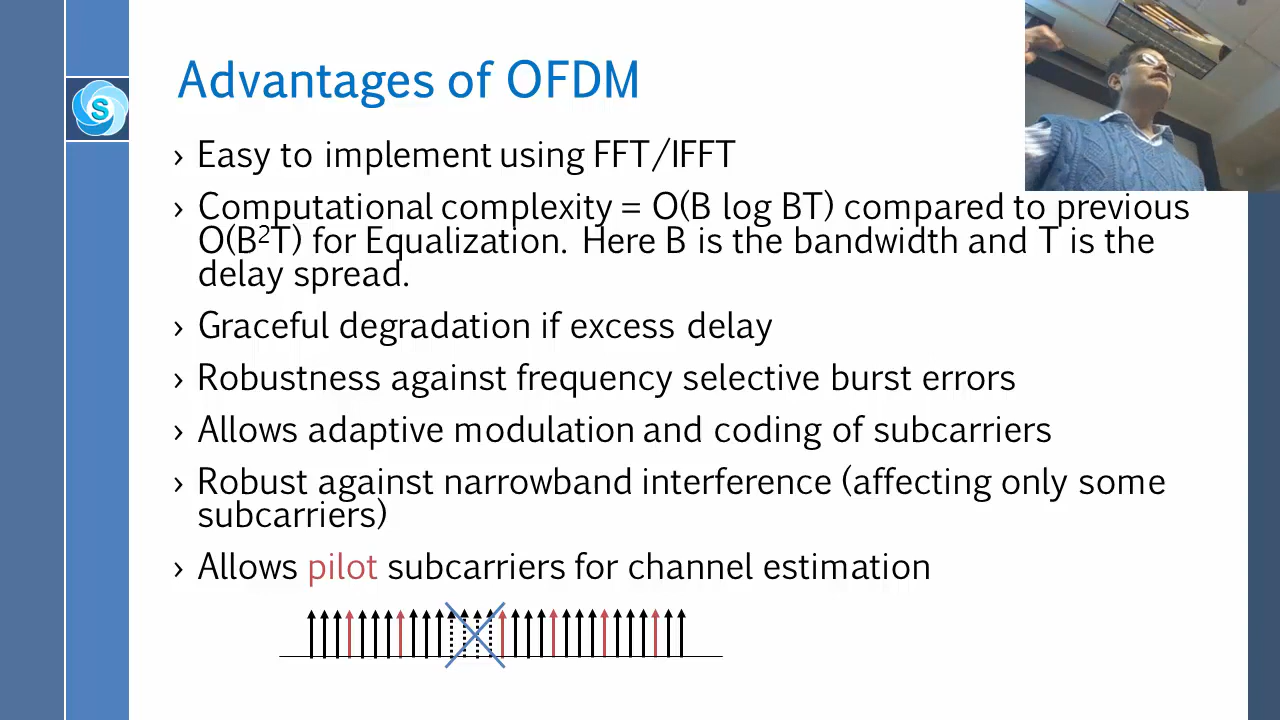 Advantages of OFDM
S
› Easy to implement using FFT/IFFT
› Computational complexity = O(B log BT) compared to previous
O(B²T) for Equalization. Here B is the bandwidth and T is the
delay spread.
› Graceful degradation if excess delay
› Robustness against frequency selective burst errors
› Allows adaptive modulation and coding of subcarriers
› Robust against narrowband interference (affecting only some
subcarriers)
› Allows pilot subcarriers for channel estimation